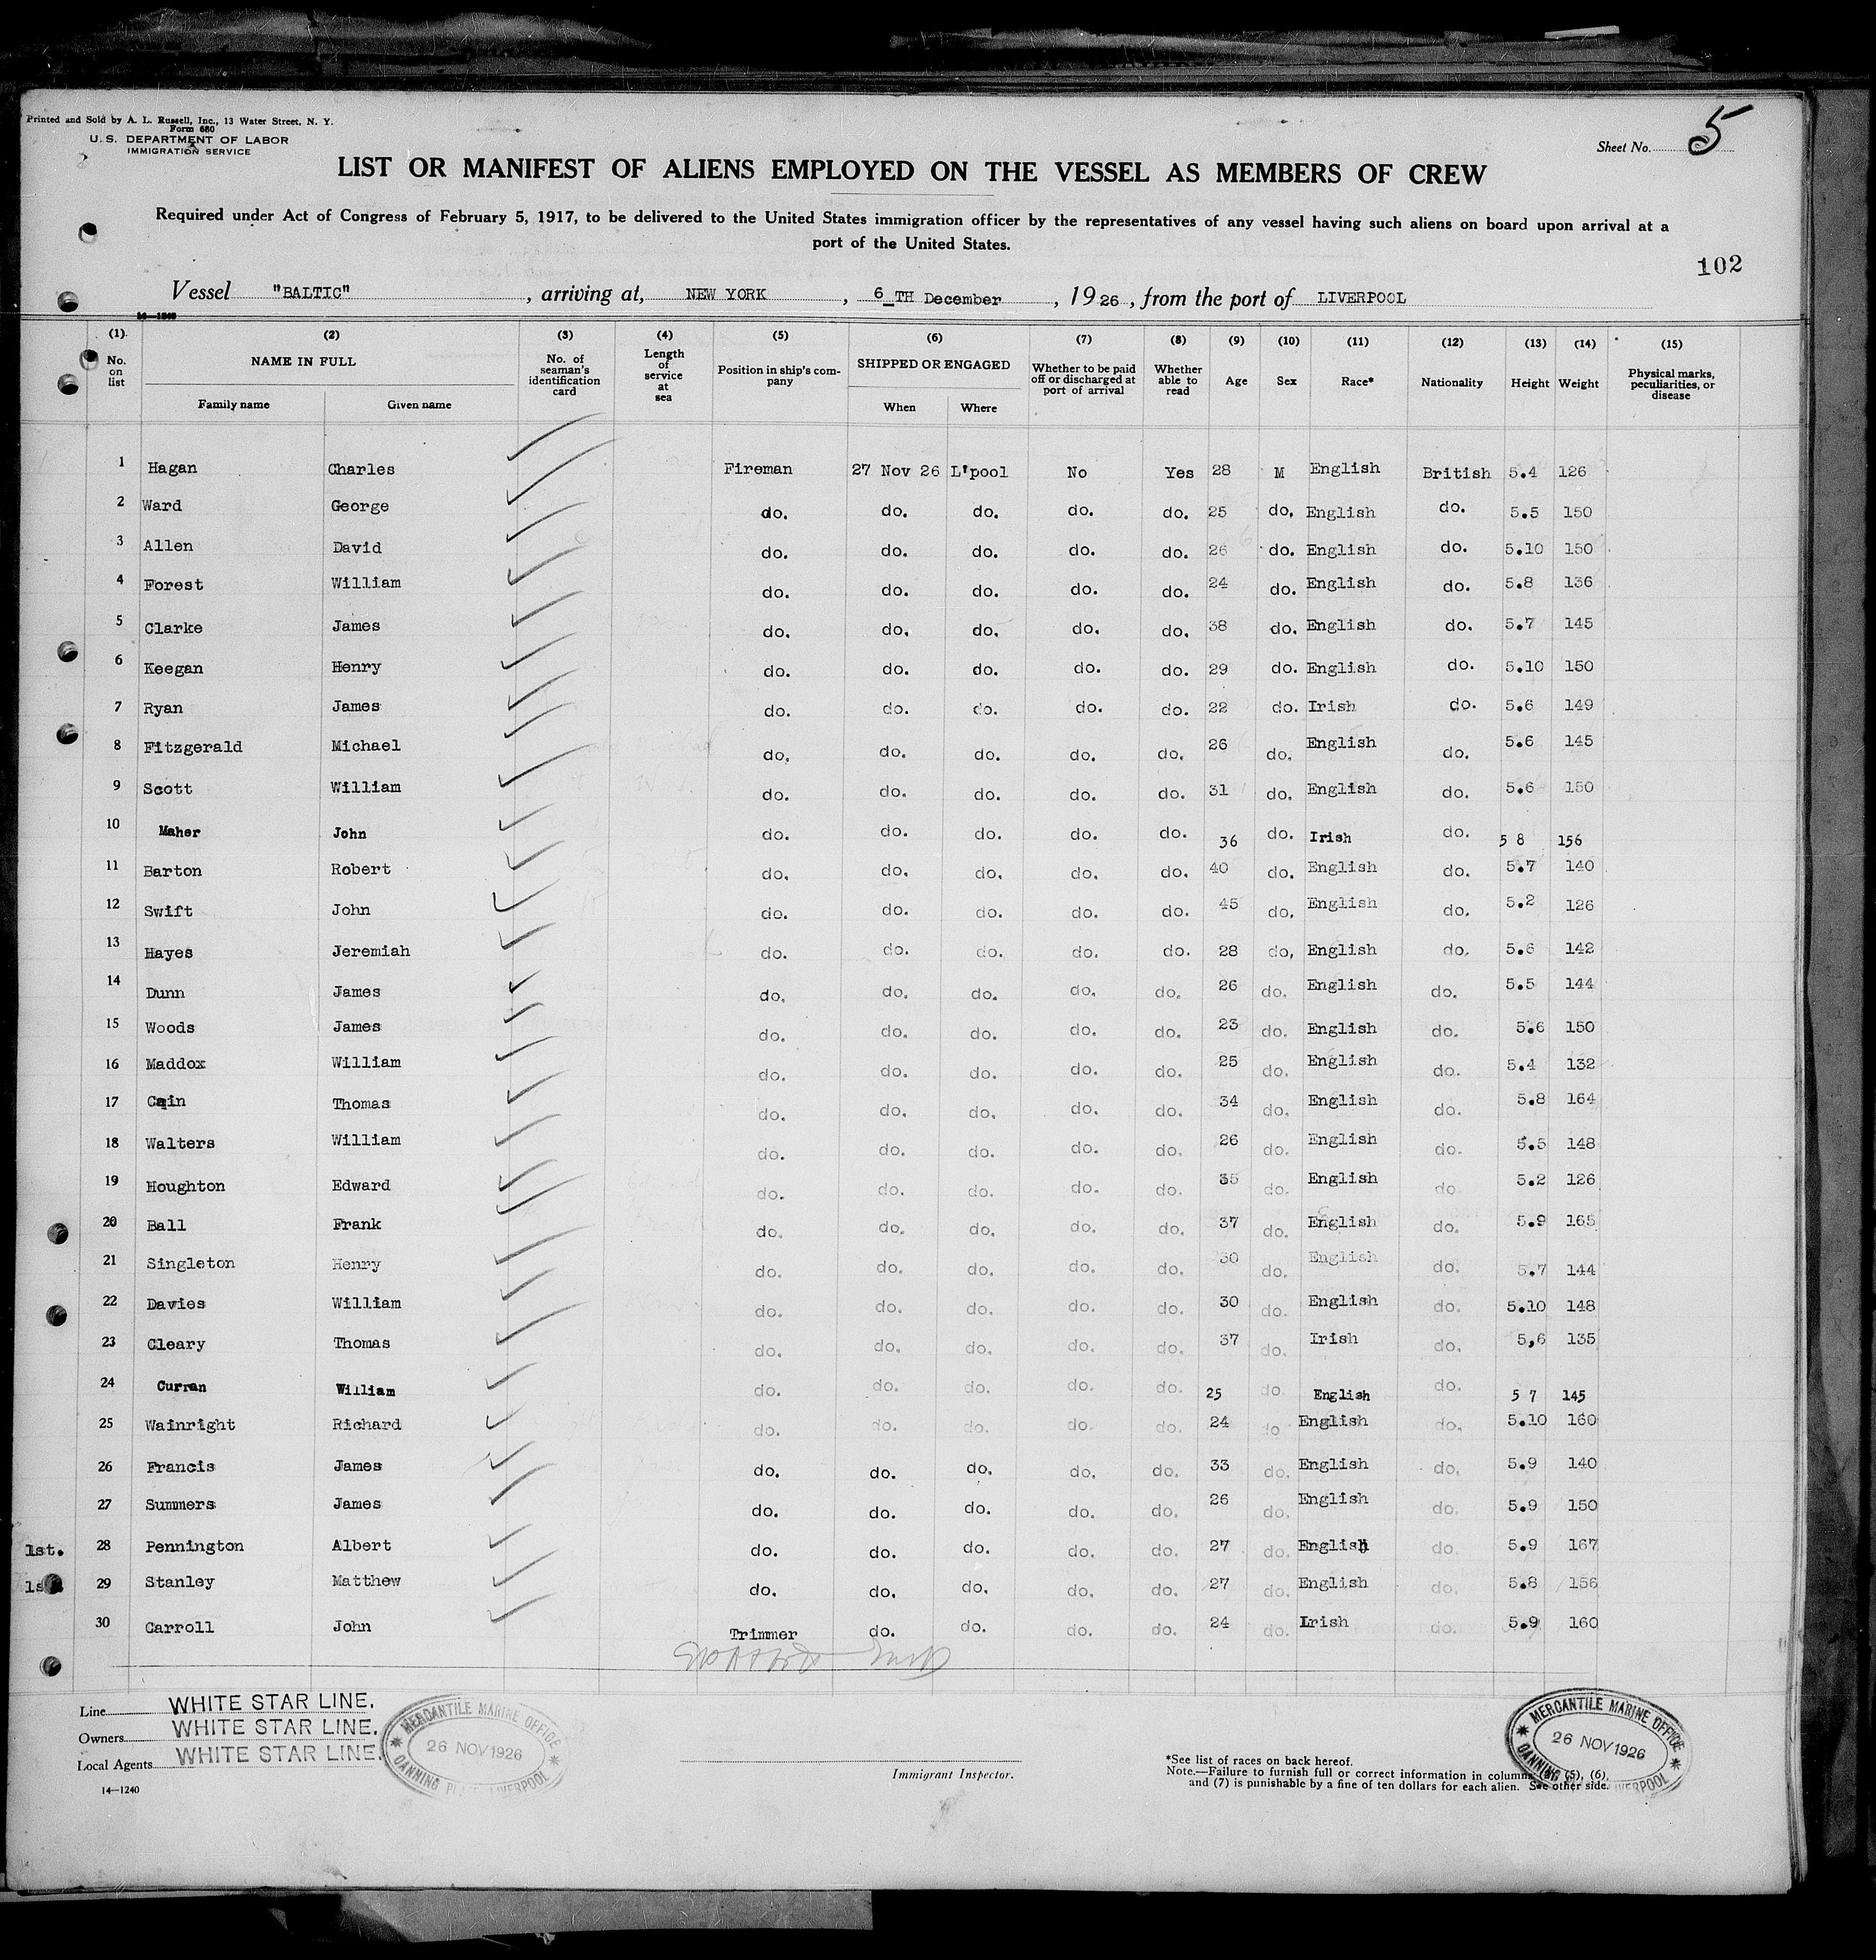 Printed and Sold by A. L. Russell, Inc., 13 Water Street, N. Y.
Form 680
U. S. DEPARTMENT OF LABOR
IMMIGRATION SERVICE
Sheet No. 5
LIST OR MANIFEST OF ALIENS EMPLOYED ON THE VESSEL AS MEMBERS OF CREW
Required under Act of Congress of February 5, 1917, to be delivered to the United States immigration officer by the representatives of any vessel having such aliens on board upon arrival at a
port of the United States.
102
Vessel "BALTIC", arriving at, NEW YORK, 6 TH December, 1926, from the port of LIVERPOOL
14—1240
(1) (2) (3) (4) (5) (6) (7) (8) (9) (10) (11) (12) (13) (14) (15)
No. on list NAME IN FULL Family name Given name No. of seaman's identification card Length of service at sea Position in ship's company SHIPPED OR ENGAGED When Where Whether to be paid off or discharged at port of arrival Whether able to read Age Sex Race* Nationality Height Weight Physical marks, peculiarities, or disease
1 Hagan Charles Fireman 27 Nov 26 L'pool No Yes 28 M English British 5.4 126
2 Ward George do. do. do. do. do. 25 do. English do. 5.5 150
3 Allen David do. do. do. do. do. 26 do. English do. 5.10 150
4 Forest William do. do. do. do. do. 24 do. English do. 5.8 136
5 Clarke James do. do. do. do. do. 38 do. English do. 5.7 145
6 Keegan Henry do. do. do. do. do. 29 do. English do. 5.10 150
7 Ryan James do. do. do. do. do. 22 do. Irish do. 5.6 149
8 Fitzgerald Michael do. do. do. do. do. 26 do. English do. 5.6 145
9 Scott William do. do. do. do. do. 31 do. English do. 5.6 150
10 Maher John do. do. do. do. do. 36 do. Irish do. 5 8 156
11 Barton Robert do. do. do. do. do. 40 do. English do. 5.7 140
12 Swift John do. do. do. do. do. 45 do. English do. 5.2 126
13 Hayes Jeremiah do. do. do. do. do. 28 do, English do. 5.6 142
14 Dunn James do. do. do. do. do. 26 do. English do. 5.5 144
15 Woods James do. do. do. do. do. 23 do. English do. 5.6 150
16 Maddox William do. do. do. do. do. 25 do. English do. 5.4 132
17 Cain Thomas do. do. do. do. do. 34 do. English do. 5.8 164
18 Walters William do. do. do. do. do. 26 do. English do. 5.5 148
19 Houghton Edward do. do. do. do. do. 35 do. English do 5.2 126
20 Ball Frank do. do. do. do. do. 37 do. English do. 5.9 165
21 Singleton Henry do. do. do. do. do. 30 do. English do. 5.7 144
22 Davies William do. do. do. do. do. 30 do. English do. 5.10 148
23 Cleary Thomas do. do. do. do. do. 37 do. Irish do. 5,6 135
24 Curran William do. do. do. do. do. 25 do. English do. 5 7 145
25 Wainright Richard do. do. do. do. do. 24 do English do. 5.10 160
26 Francis James do. do. do. do. do. 33 do. English do. 5.9 140
27 Summers James do. do. do. do. do. 26 do. English do. 5.9 150
1st. 28 Pennington Albert do. do. do. do. do. 27 do. English do. 5.9 167
29 Stanley Matthew do. do. do. do. do. 27 do. English do. 5.8 156
30 Carroll John Trimmer do. do. do. do. 24 do. Irish do. 5.9 160
Line WHITE STAR LINE.
Owners WHITE STAR LINE.
Local Agents WHITE STAR LINE.
14—1240
MERCANTILE MARINE OFFICE
26 NOV 1926
CANNING PLACE LIVERPOOL
Immigrant Inspector.
*See list of races on back hereof.
Note.—Failure to furnish full or correct information in columns (5), (6),
and (7) is punishable by a fine of ten dollars for each alien. See other side.
MERCANTILE MARINE OFFICE
26 NOV 1926
CANNING LIVERPOOL